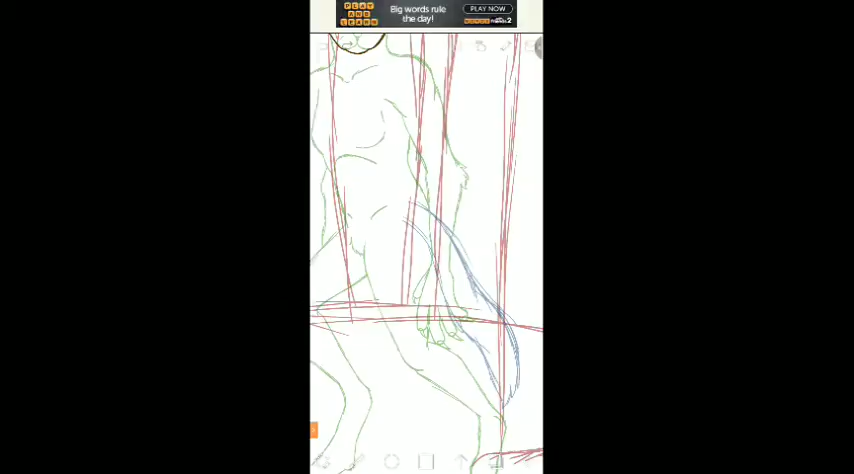 PLAY
AND
LEARN
Big words rule
the day!
PLAY NOW